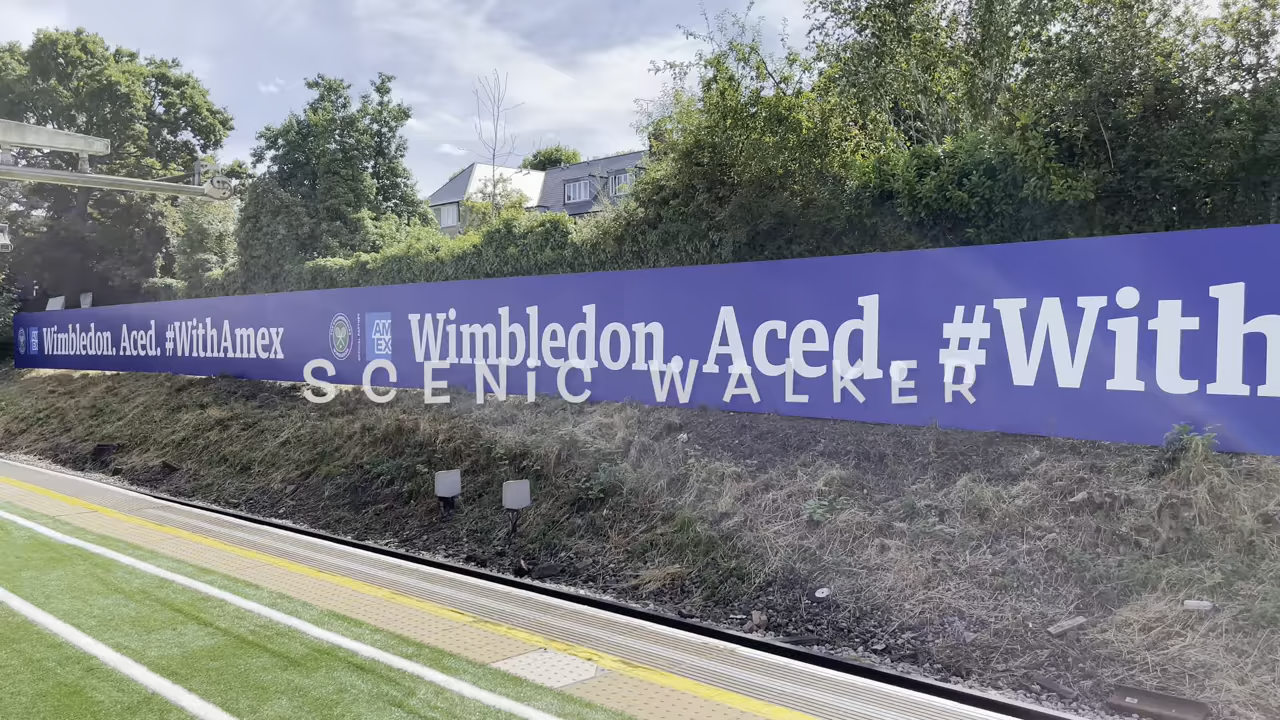 Wimbledon. Aced. #WithAmex
AM
EX
Wimbledon. Aced. #With
SCENiC WALKER